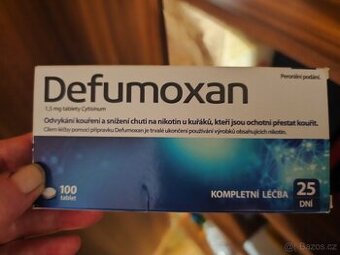 Perorální podání.
Defumoxan
1,5 mg tablety Cytisinum
Odvykání kouření a snížení chuti na nikotin u kuřáků, kteří jsou ochotni přestat kouřit.
Cílem léčby pomocí přípravku Defumoxan je trvalé ukončení používání výrobků obsahujících nikotin.
100
tablet
KOMPLETNÍ LÉČBA
25
DNÍ
© Bazos.cz